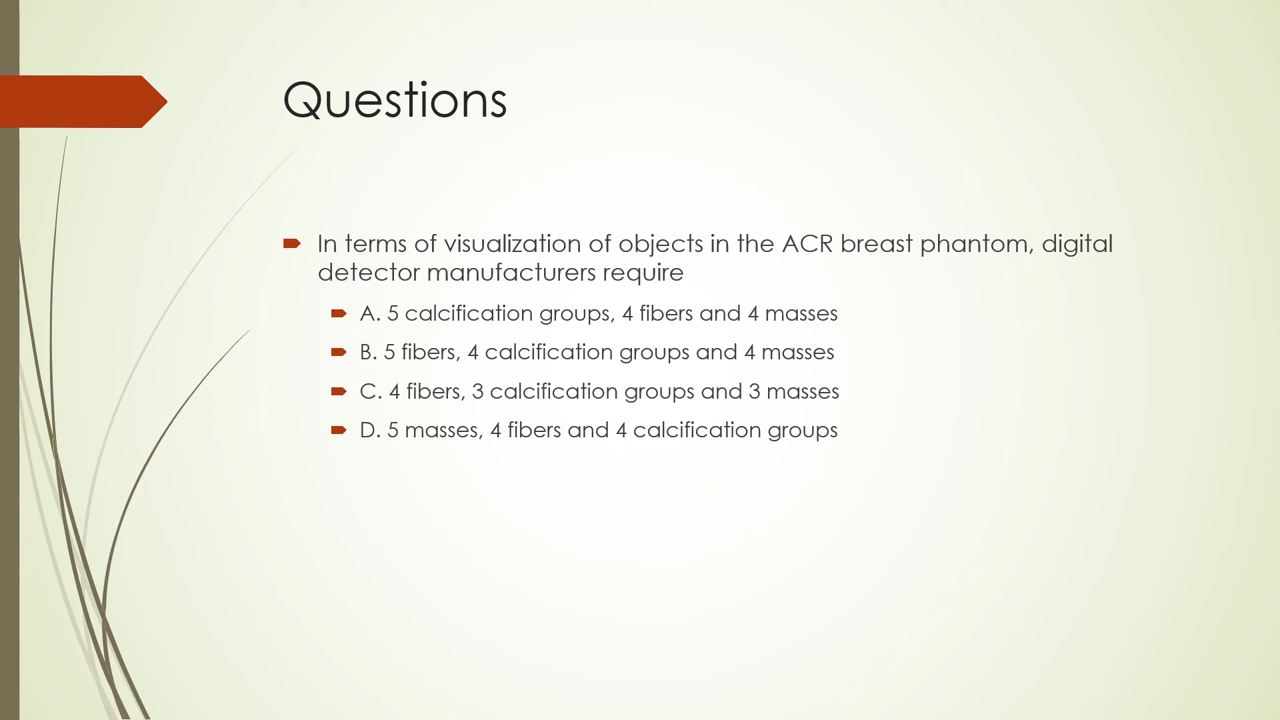 Questions
In terms of visualization of objects in the ACR breast phantom, digital
detector manufacturers require
A. 5 calcification groups, 4 fibers and 4 masses
B. 5 fibers, 4 calcification groups and 4 masses
C. 4 fibers, 3 calcification groups and 3 masses
D. 5 masses, 4 fibers and 4 calcification groups